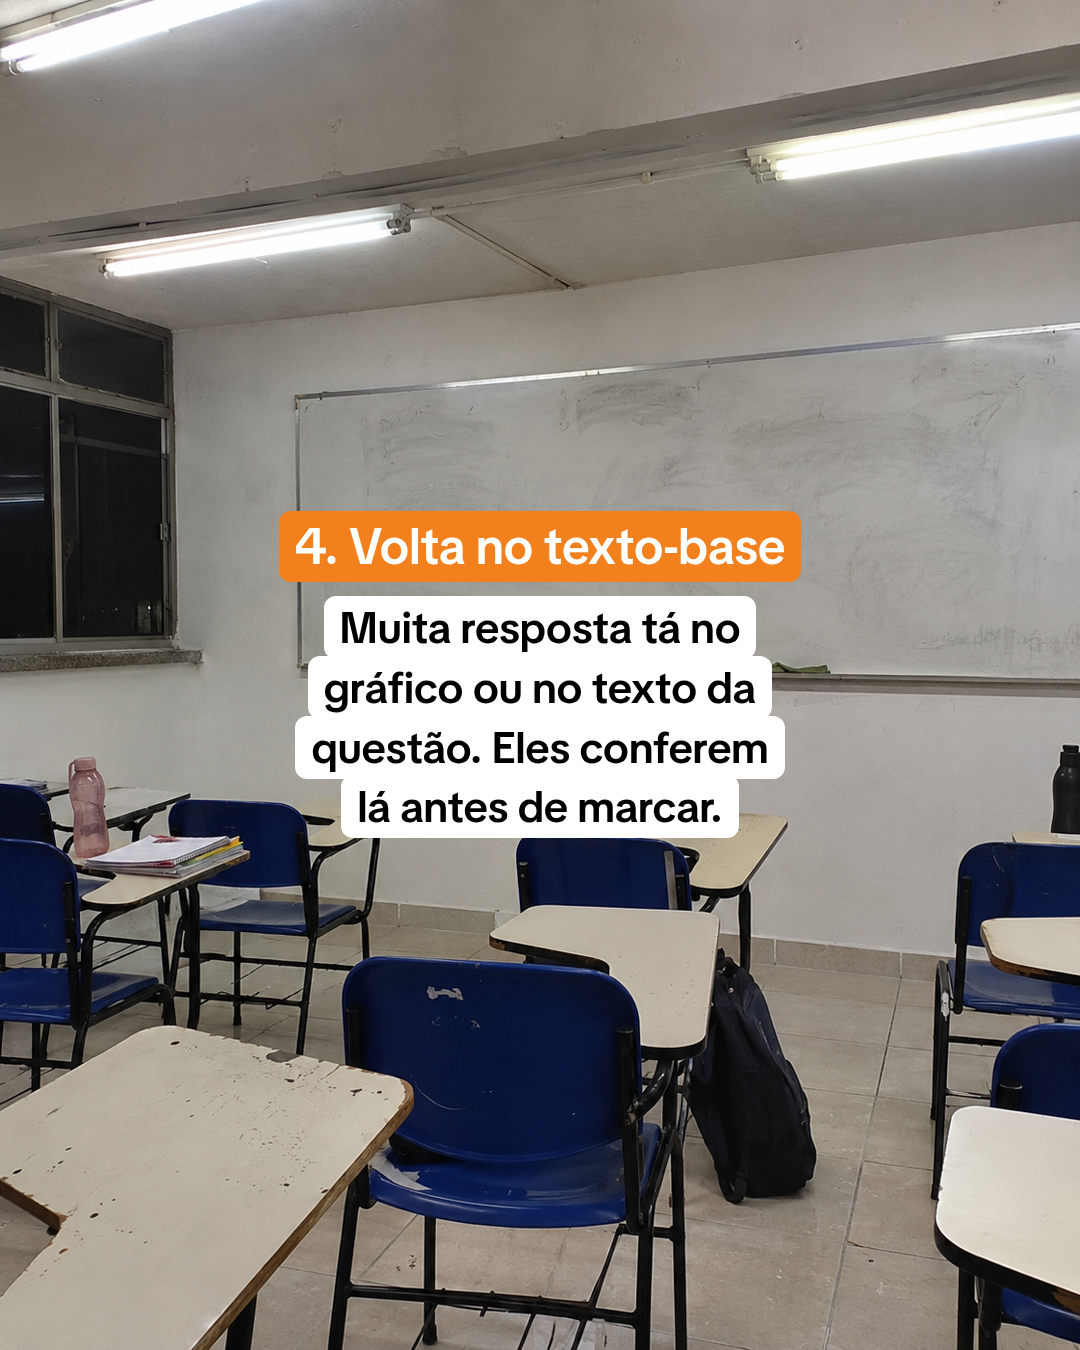 4. Volta no texto-base
Muita resposta tá no
gráfico ou no texto da
questão. Eles conferem
lá antes de marcar.